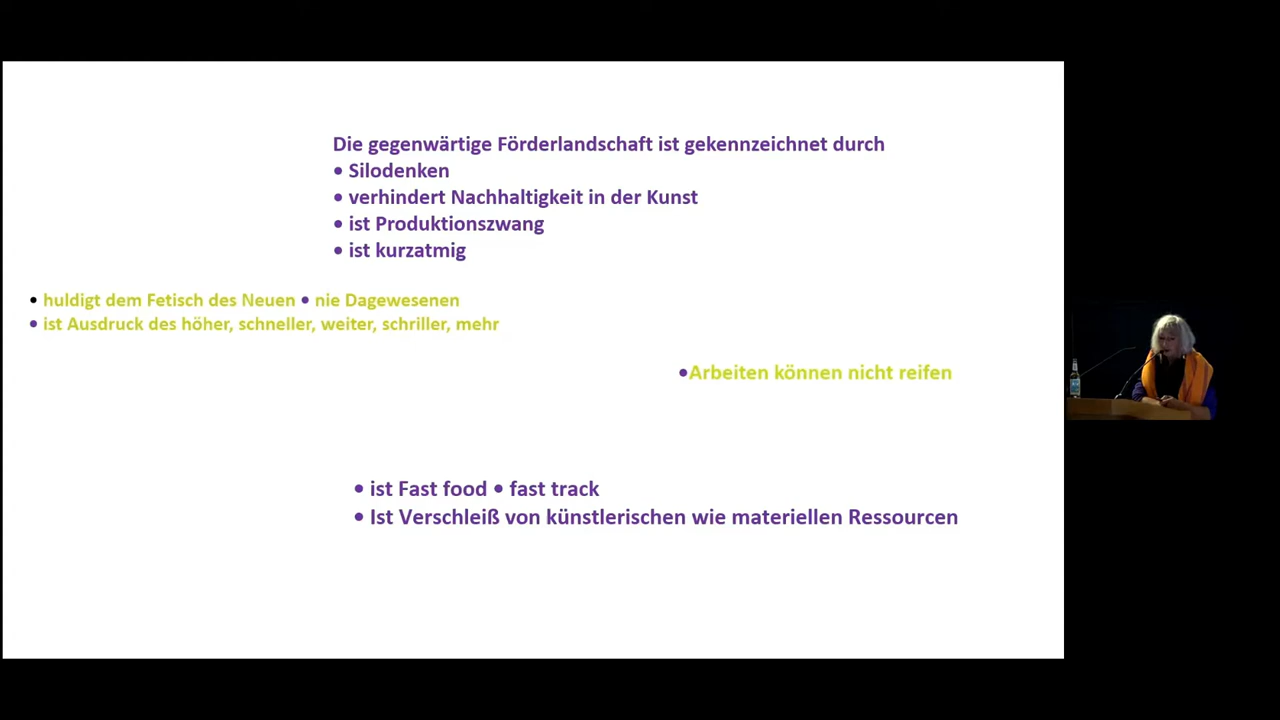 Die gegenwärtige Förderlandschaft ist gekennzeichnet durch
• Silodenken
• verhindert Nachhaltigkeit in der Kunst
• ist Produktionszwang
• ist kurzatmig
• huldigt dem Fetisch des Neuen • nie Dagewesenen
• ist Ausdruck des höher, schneller, weiter, schriller, mehr
•Arbeiten können nicht reifen
• ist Fast food • fast track
• Ist Verschleiß von künstlerischen wie materiellen Ressourcen